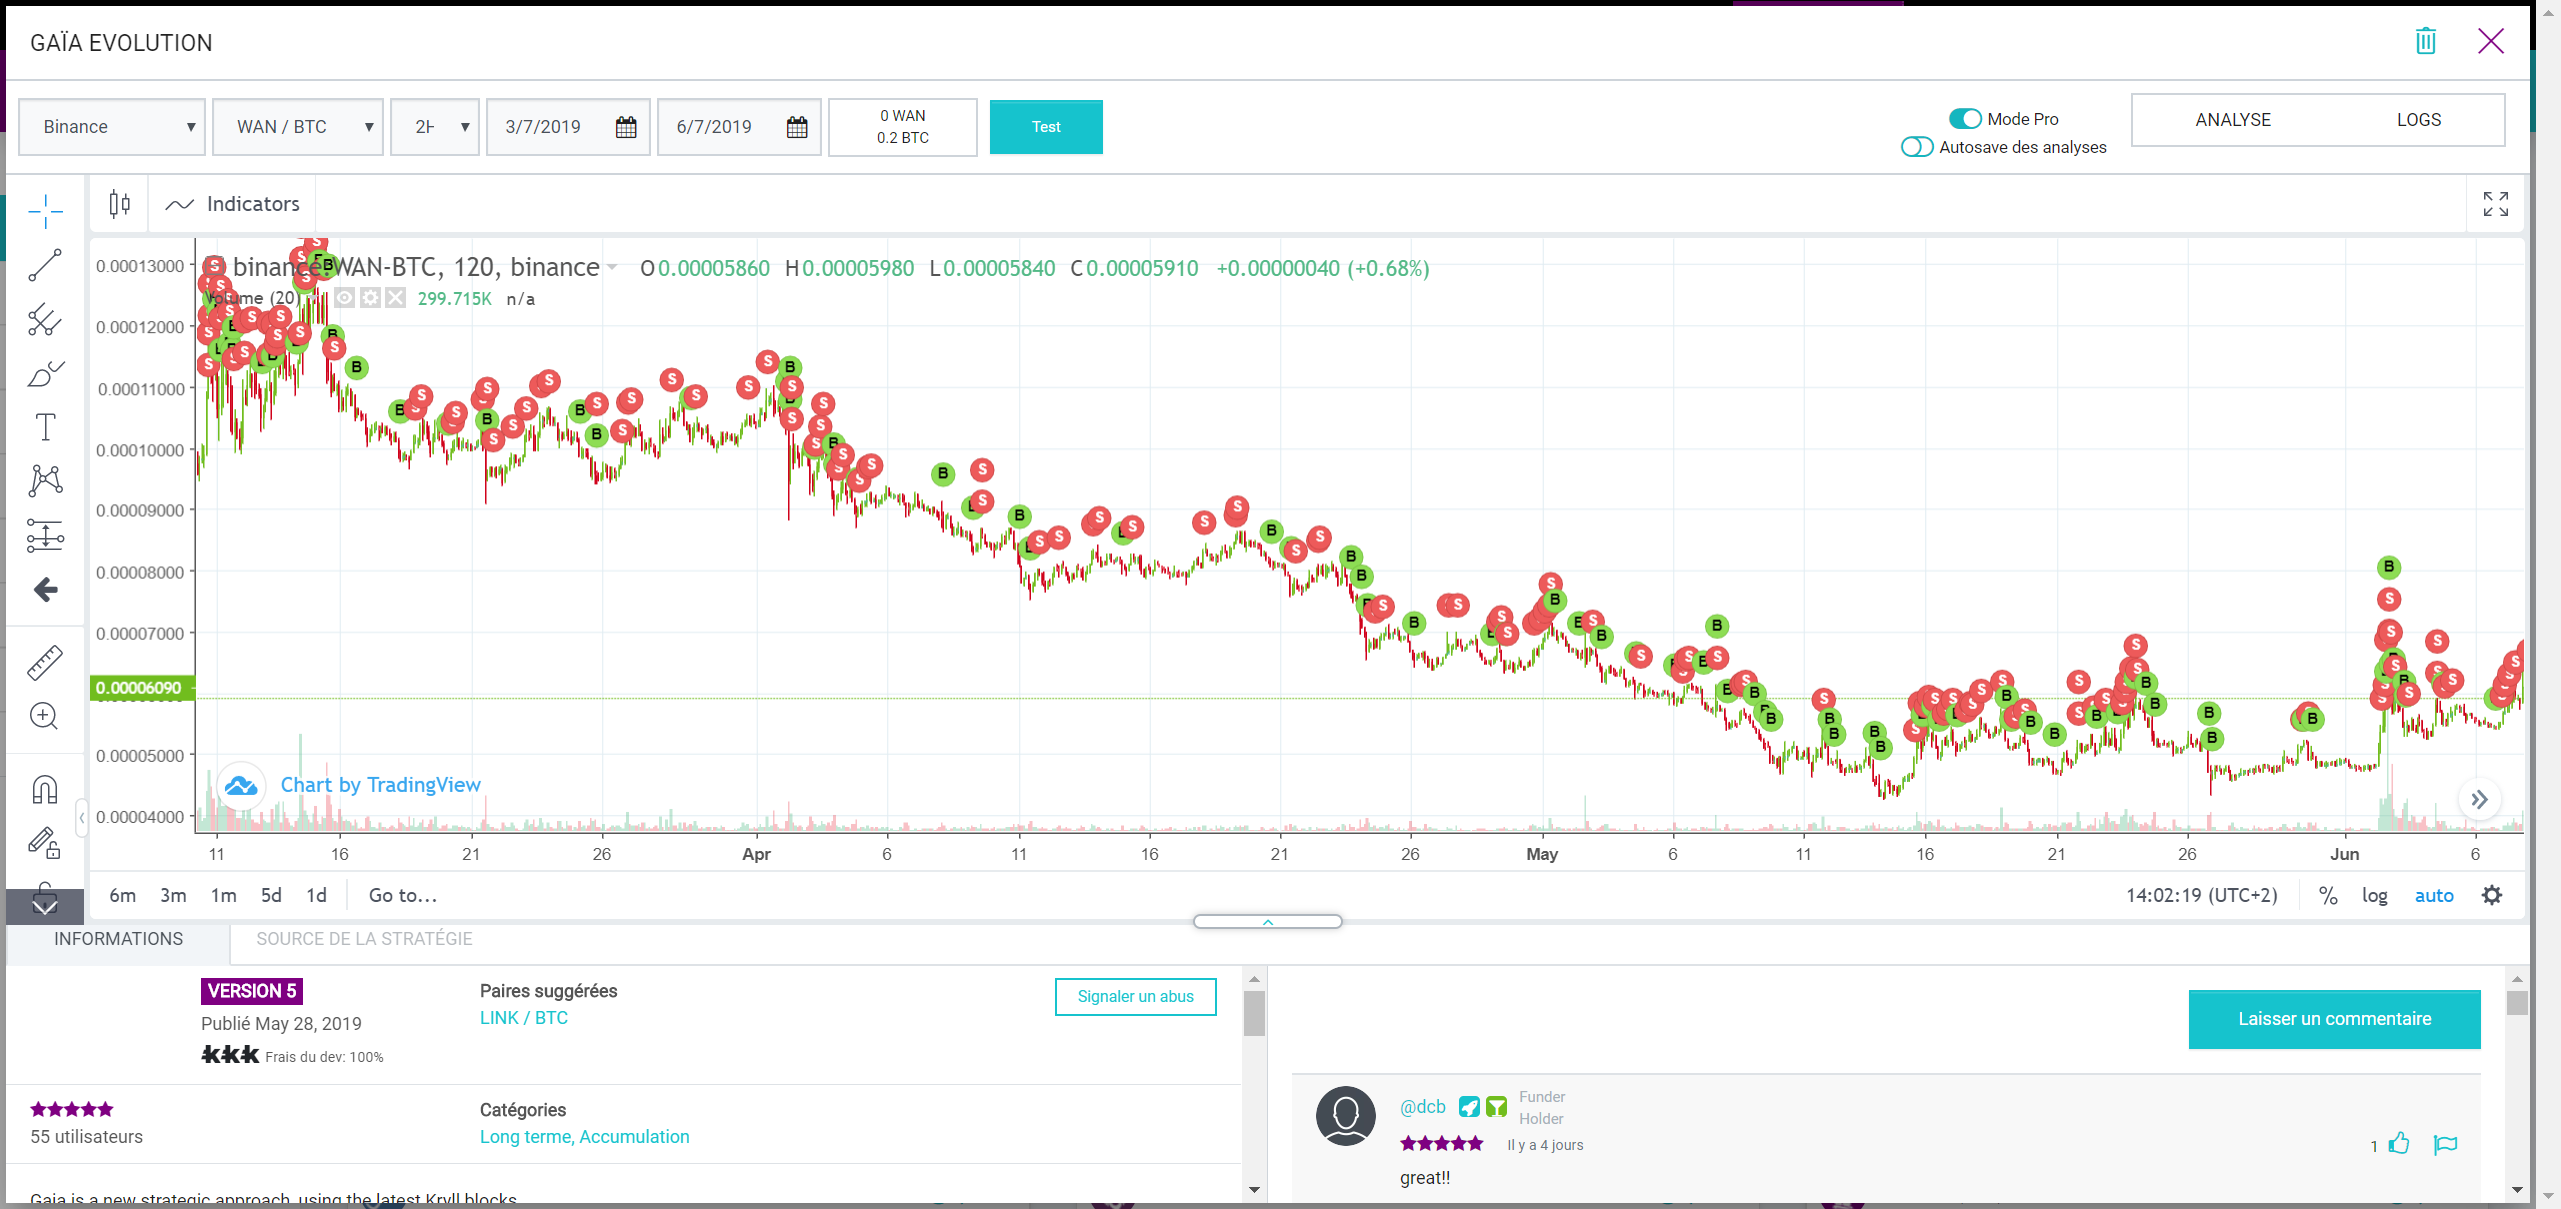 GAÏA EVOLUTION
Binance
WAN / BTC
3/7/2019
6/7/2019
0 WAN
0.2 BTC
Test
Mode Pro
Autosave des analyses
ANALYSE
LOGS
Indicators
binance:WAN-BTC, 120, binance
O0.00005860 H0.00005980 L0.00005840 C0.00005910 +0.00000040 (+0.68%)
Volume (20)
299.715K n/a
0.00013000
0.00012000
0.00011000
0.00010000
0.00009000
0.00008000
0.00007000
0.00006090
0.00005000
0.00004000
Chart by TradingView
11 16 21 26 Apr 6 11 16 21 26 May 6 11 16 21 26 Jun 6
6m 3m 1m 5d 1d Go to...
14:02:19 (UTC+2) % log auto
INFORMATIONS
SOURCE DE LA STRATÉGIE
VERSION 5
Publié May 28, 2019
Frais du dev: 100%
Paires suggérées
LINK / BTC
Signaler un abus
55 utilisateurs
Catégories
Long terme, Accumulation
Gaia is a new strategic approach, using the latest Kryll blocks
Laisser un commentaire
@dcb
Funder
Holder
Il y a 4 jours
1
great!!